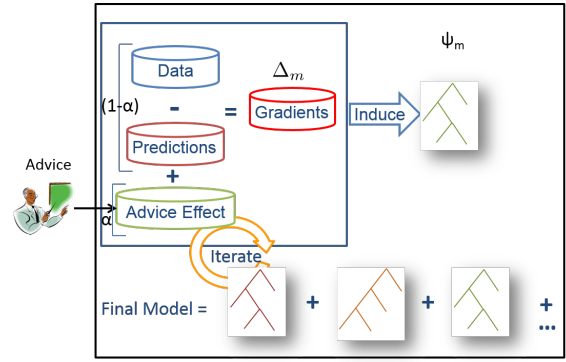 ψm
Data
Δm
(1-α)
-
=
Gradients
Induce
Predictions
+
Advice
α
Advice Effect
Iterate
Final Model =
+
+
+
...